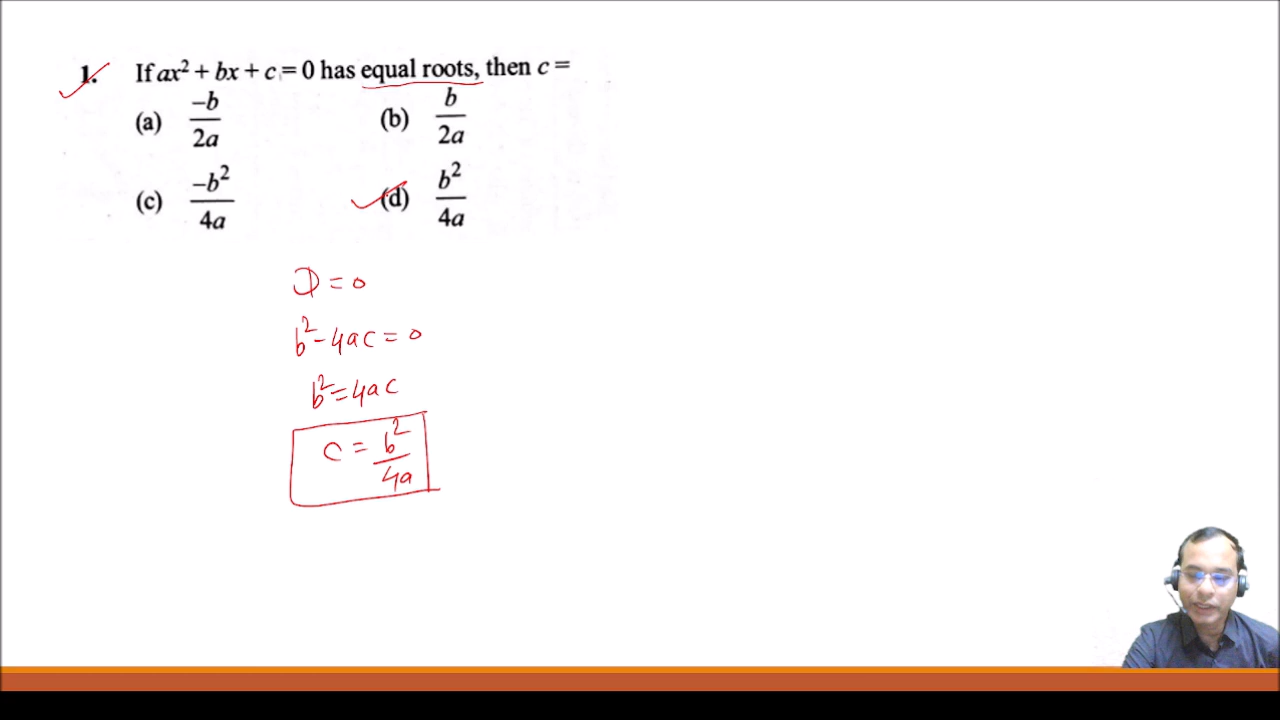 1. If ax² + bx + c = 0 has equal roots, then c =
(a) –b/2a (b) b/2a
(c) –b²/4a (d) b²/4a
D = 0
b² - 4ac = 0
b² = 4ac
c = b²/4a